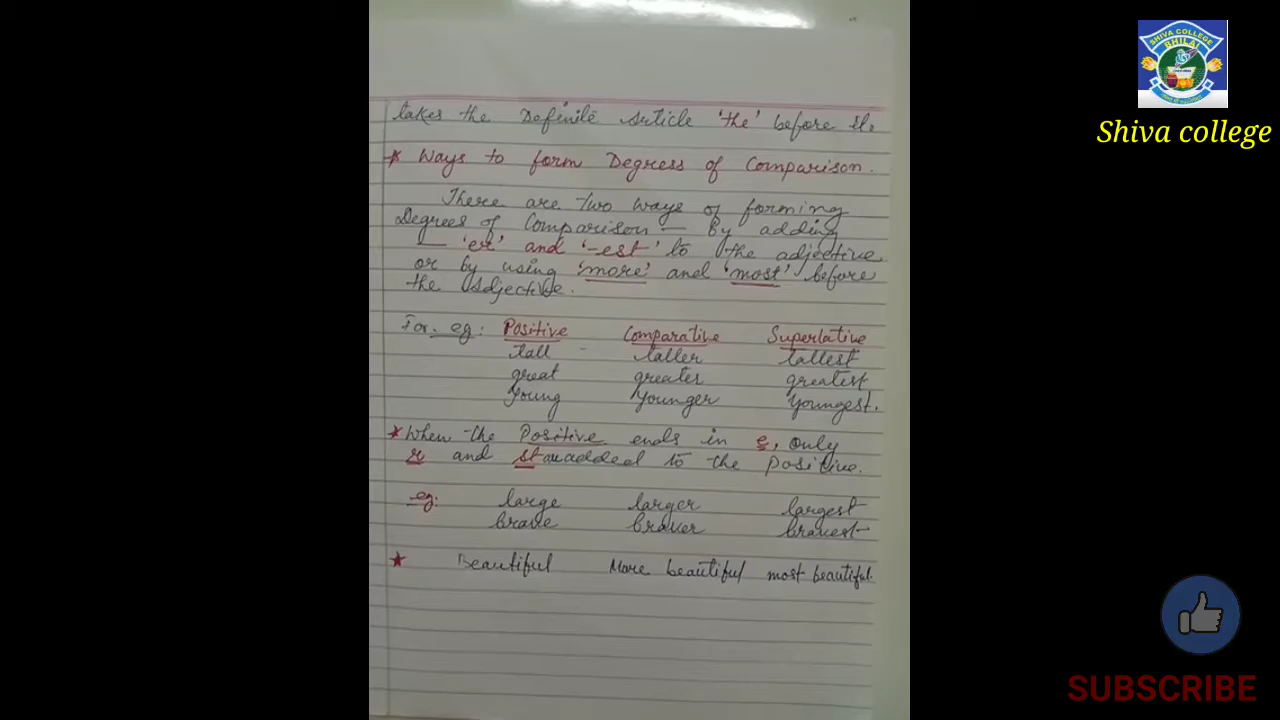 takes the Definite Article 'the' before it.
* Ways to form Degrees of Comparison.
There are two ways of forming
Degrees of Comparison — By adding
— 'er' and '-est' to the adjective
or by using 'more' and 'most' before
the Adjective.
For. eg: Positive Comparative Superlative
tall - taller tallest
great greater greatest
Young Younger Youngest.
* When the Positive ends in e, only
r and st added to the positive.
eg: large larger largest
brave braver bravest
* Beautiful More beautiful most beautiful.
SHIVA COLLEGE
BHILAI
Shiva college
SUBSCRIBE